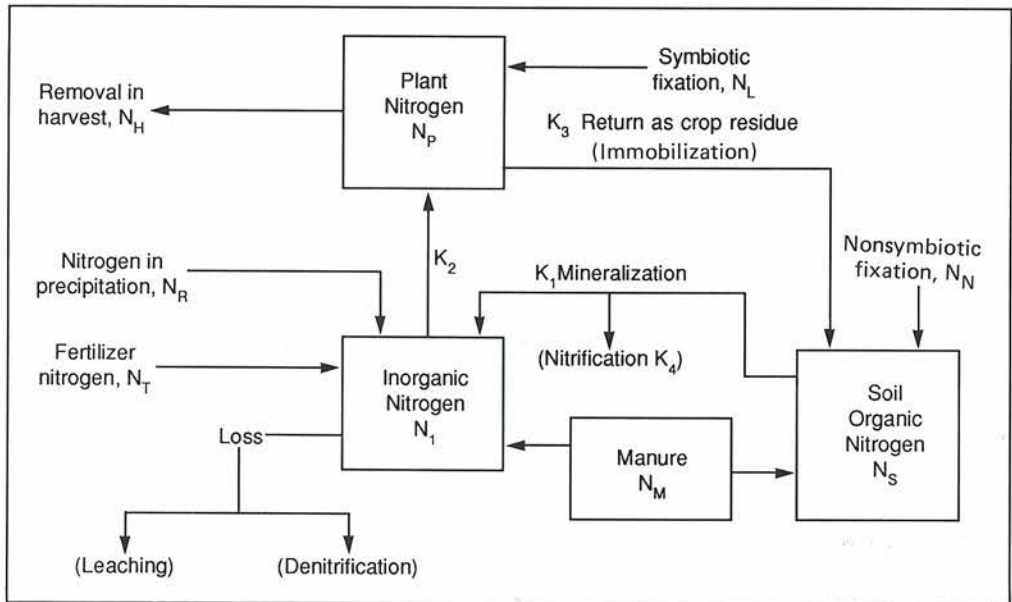 Removal in
harvest, N_H
Plant
Nitrogen
N_P
Symbiotic
fixation, N_L
K_3 Return as crop residue
(Immobilization)
Nitrogen in
precipitation, N_R
K_2
K_1 Mineralization
Nonsymbiotic
fixation, N_N
Fertilizer
nitrogen, N_T
Inorganic
Nitrogen
N_1
(Nitrification K_4)
Soil
Organic
Nitrogen
N_S
Loss
Manure
N_M
(Leaching)
(Denitrification)